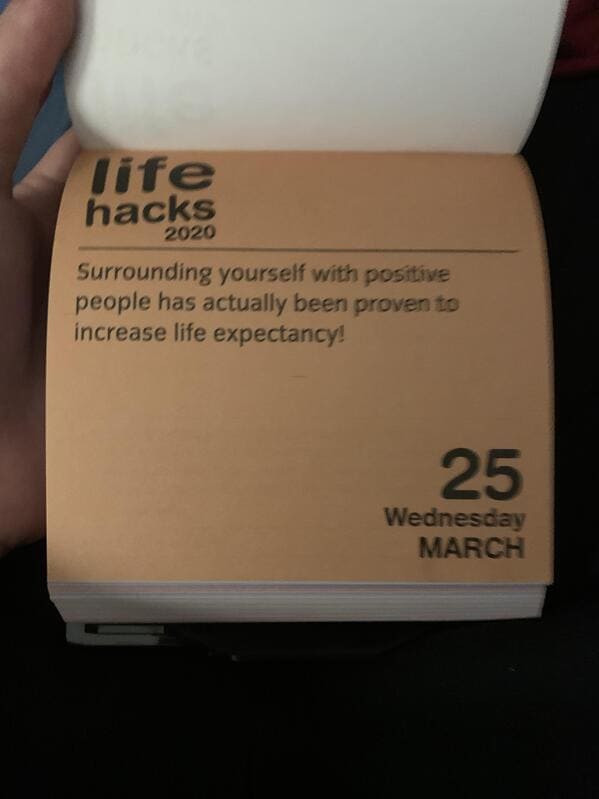 life
hacks
2020
Surrounding yourself with positive
people has actually been proven to
increase life expectancy!
25
Wednesday
MARCH